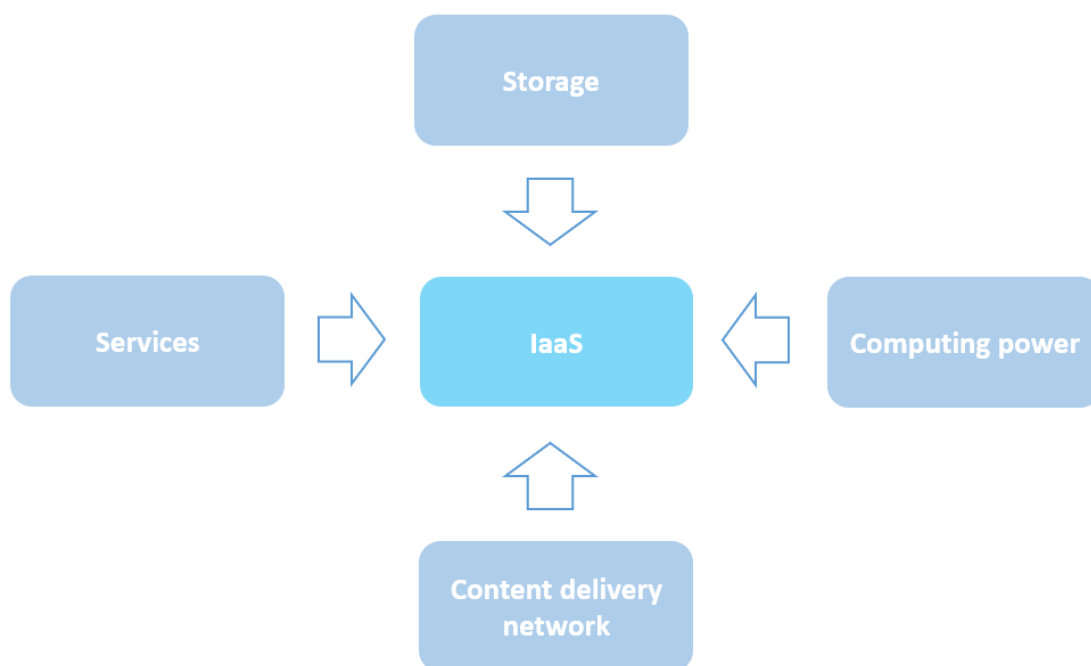 Storage
Services
IaaS
Computing power
Content delivery
network